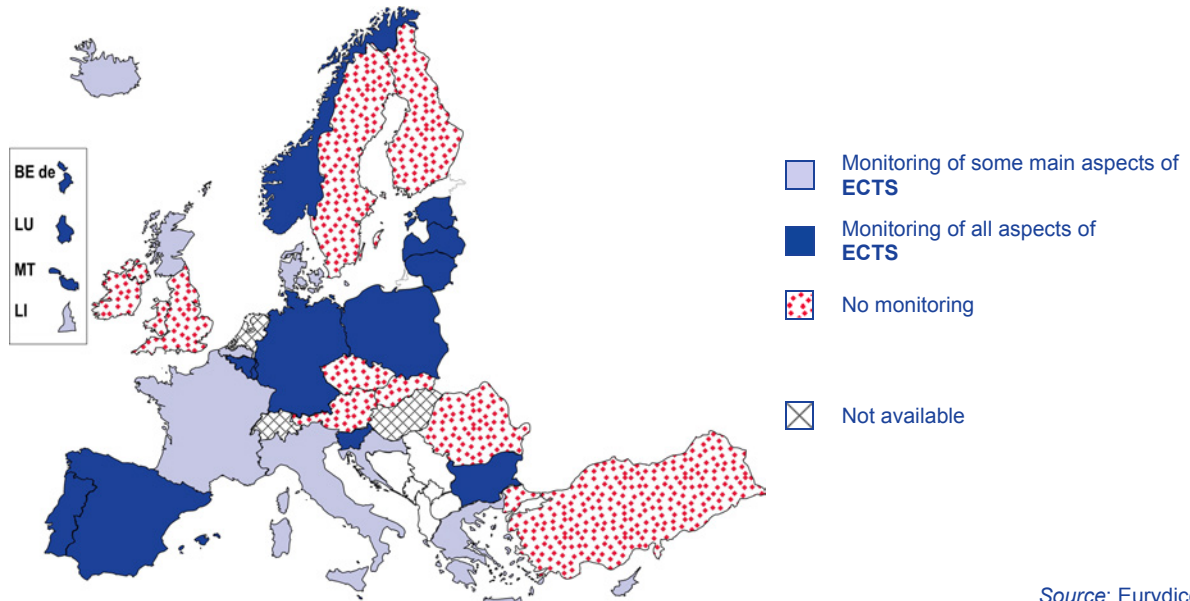 BE de
LU
MT
LI
Monitoring of some main aspects of
ECTS
Monitoring of all aspects of
ECTS
No monitoring
Not available
Source: Eurydice